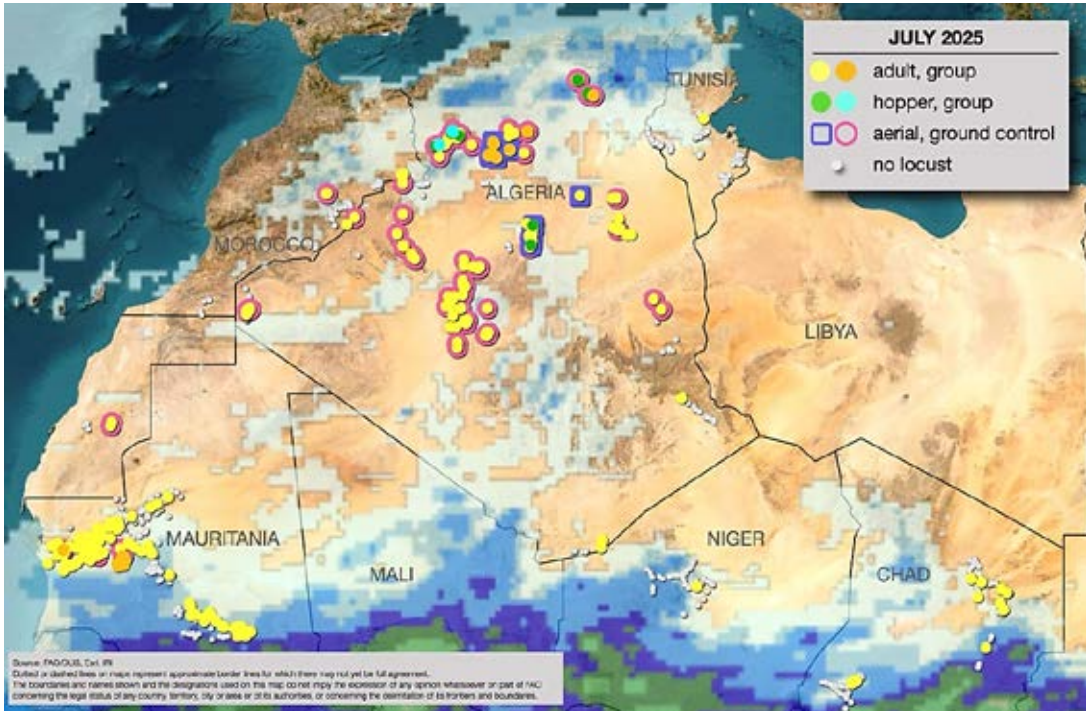 JULY 2025
adult, group
hopper, group
aerial, ground control
no locust
TUNISIA
ALGERIA
MOROCCO
LIBYA
MAURITANIA
MALI
NIGER
CHAD
Source: FAO/DLIS, Esri, IRI
Dotted or dashed lines on maps represent approximate border lines for which there may not yet be full agreement.
The boundaries and names shown and the designations used on this map do not imply the expression of any opinion whatsoever on part of FAO
concerning the legal status of any country, territory, city or area or of its authorities, or concerning the delimitation of its frontiers and boundaries.